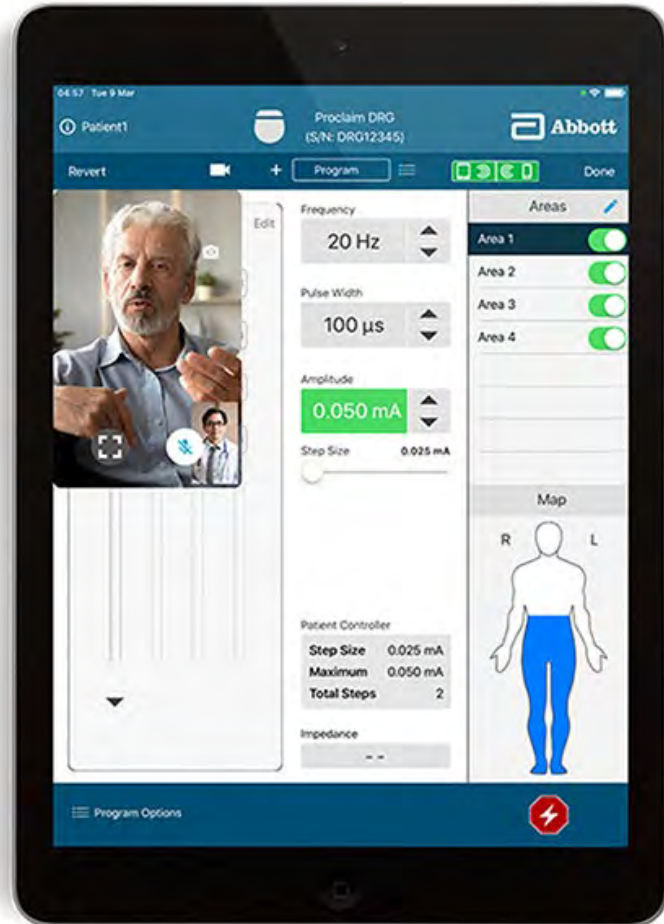 04:57 Tue 9 Mar
Patient1
Proclaim DRG
(S/N: DRG12345)
Abbott
Revert
+
Program
Done
Edit
Frequency
20 Hz
Pulse Width
100 µs
Amplitude
0.050 mA
Step Size 0.025 mA
Patient Controller
Step Size 0.025 mA
Maximum 0.050 mA
Total Steps 2
Impedance
--
Areas
Area 1
Area 2
Area 3
Area 4
Map
R L
Program Options